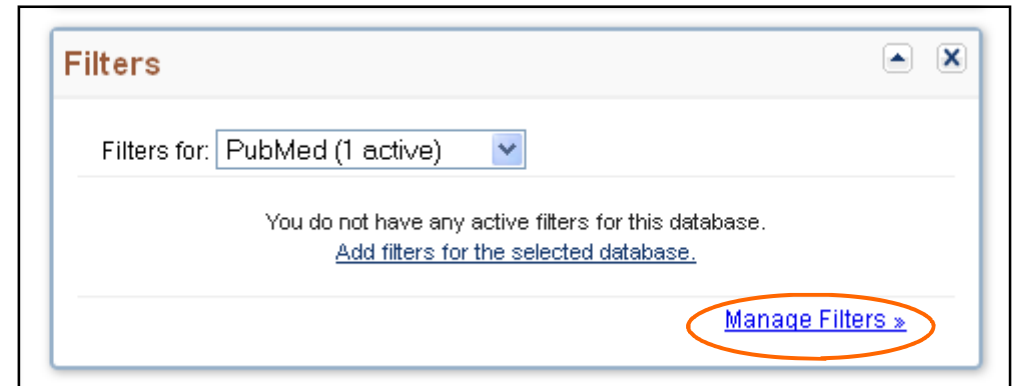 Filters
Filters for: PubMed (1 active)
You do not have any active filters for this database.
Add filters for the selected database.
Manage Filters »